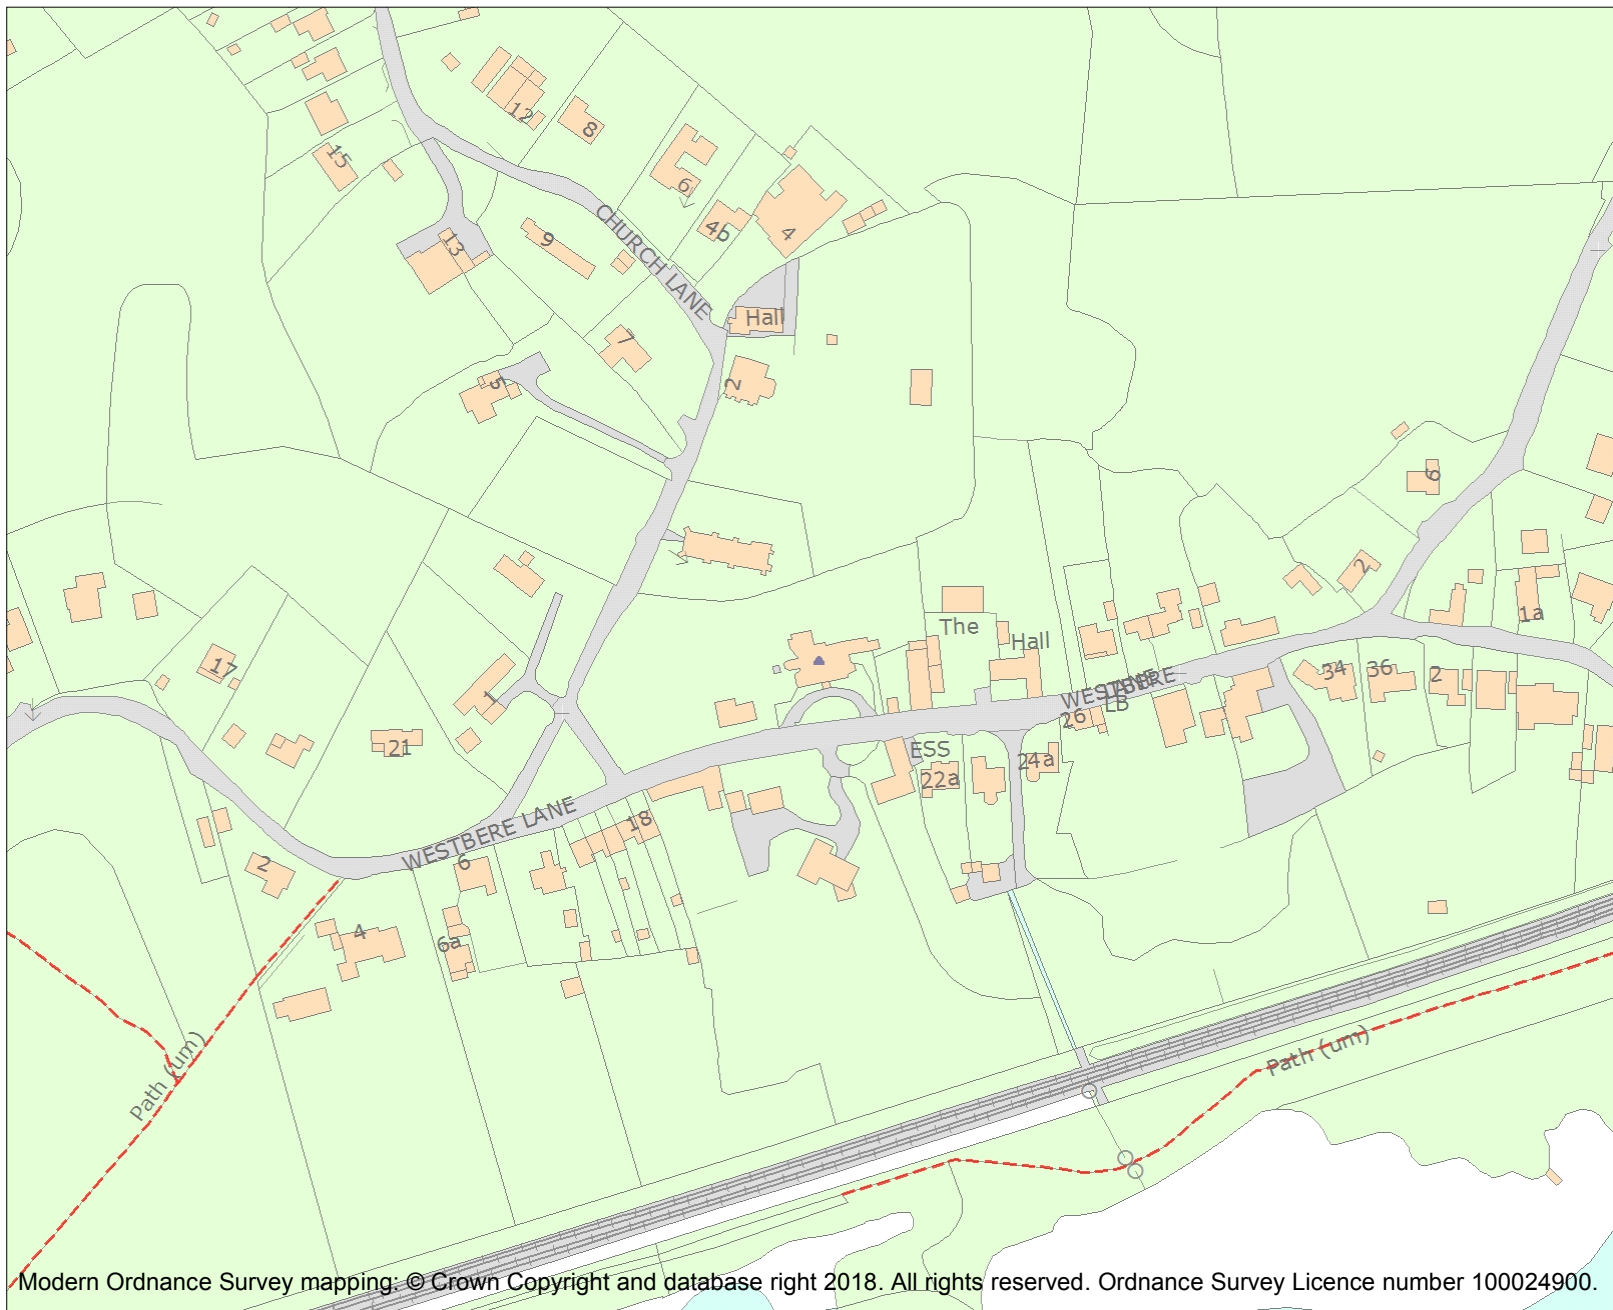 12
8
15
6
4b
4
13
9
CHURCH LANE
Hall
7
2
5
6
2
1a
The
Hall
17
1
34
36
2
WESTBERE
LANE
LB
26
21
ESS
24a
22a
WESTBERE LANE
18
6
2
4
6a
Path (um)
Path (um)
Modern Ordnance Survey mapping: © Crown Copyright and database right 2018. All rights reserved. Ordnance Survey Licence number 100024900.